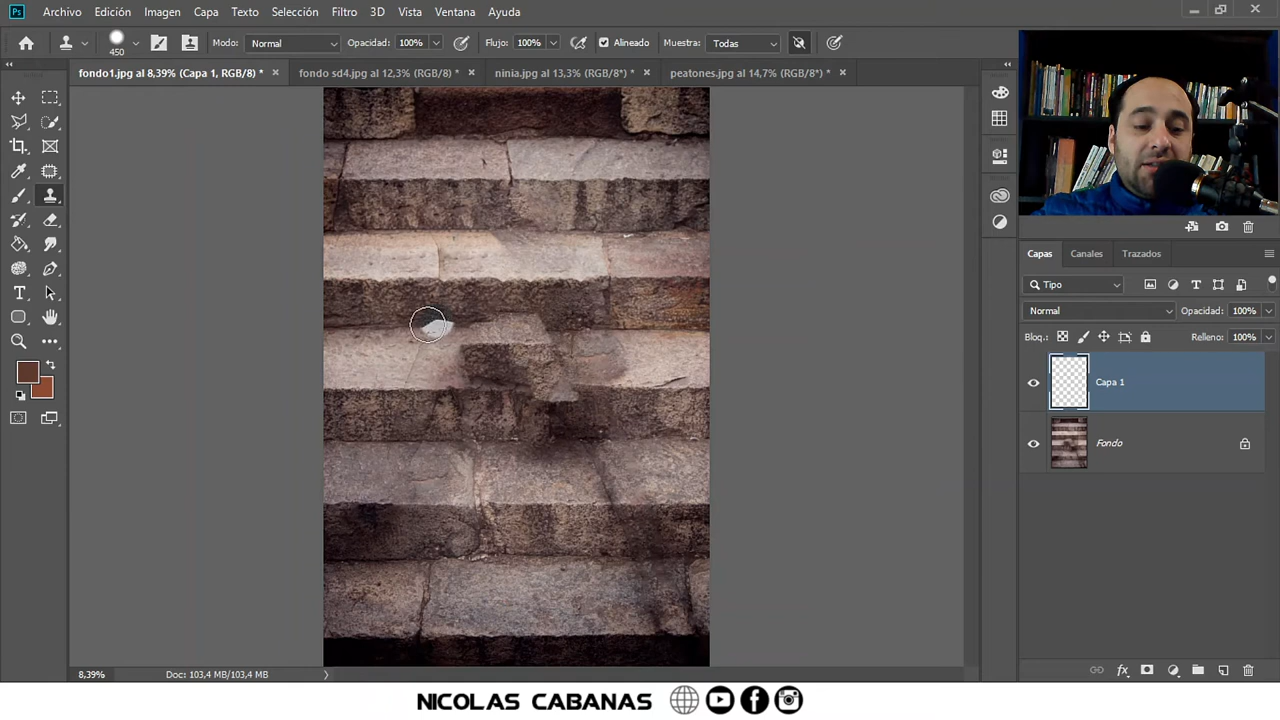 Archivo Edición Imagen Capa Texto Selección Filtro 3D Vista Ventana Ayuda
450 Modo: Normal Opacidad: 100% Flujo: 100% Alineado Muestra: Todas
fondo1.jpg al 8,39% (Capa 1, RGB/8) * fondo sd4.jpg al 12,3% (RGB/8) * ninia.jpg al 13,3% (RGB/8*) * peatones.jpg al 14,7% (RGB/8*) *
Capas Canales Trazados
Tipo
Normal Opacidad: 100%
Bloq.: Relleno: 100%
Capa 1
Fondo
8,39% Doc: 103,4 MB/103,4 MB
NICOLAS CABANAS